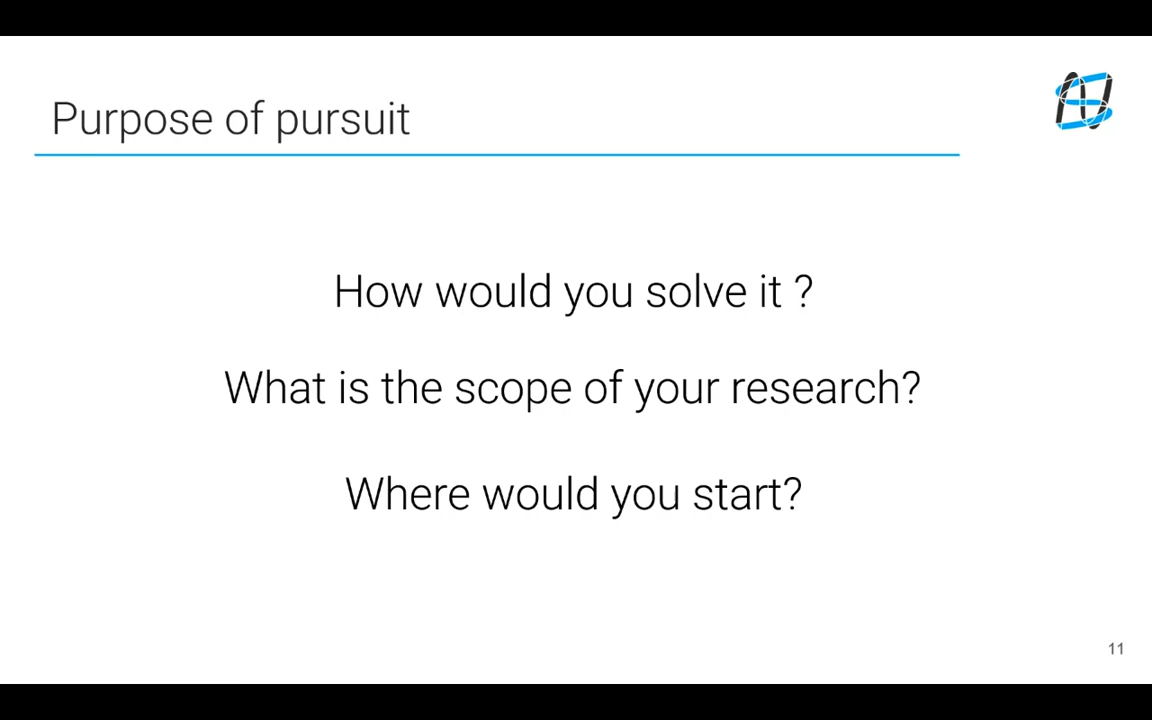 Purpose of pursuit
How would you solve it ?
What is the scope of your research?
Where would you start?
11